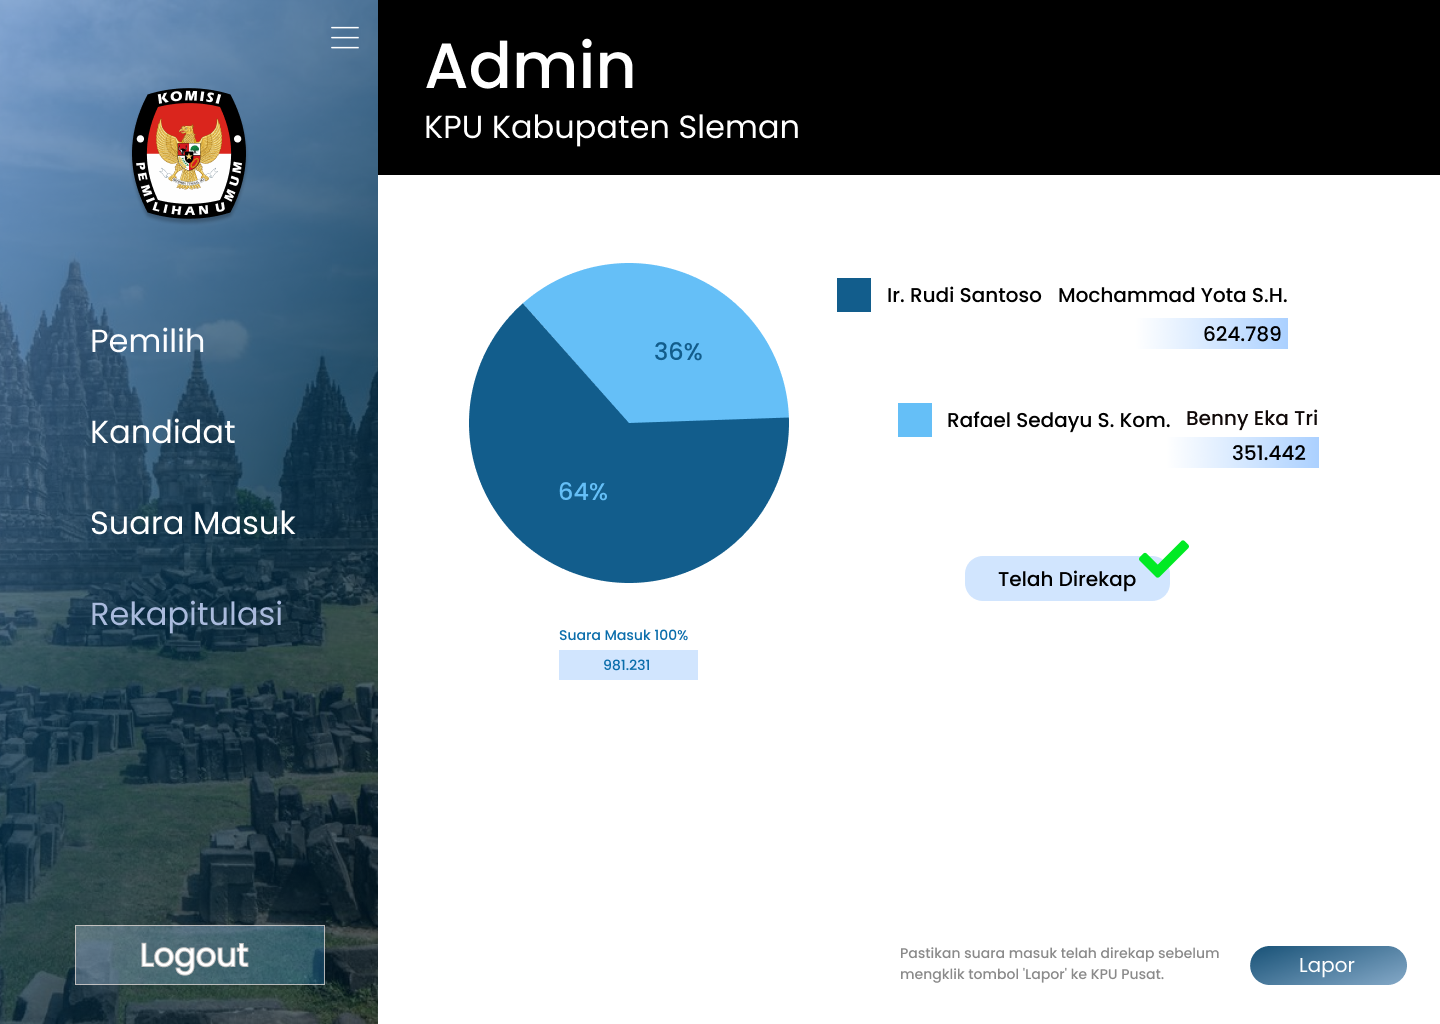 KOMISI
PEMILIHAN UMUM
Pemilih
Kandidat
Suara Masuk
Rekapitulasi
Logout
Admin
KPU Kabupaten Sleman
36%
64%
Suara Masuk 100%
981.231
Ir. Rudi Santoso Mochammad Yota S.H.
624.789
Rafael Sedayu S. Kom. Benny Eka Tri
351.442
Telah Direkap
Pastikan suara masuk telah direkap sebelum
mengklik tombol 'Lapor' ke KPU Pusat.
Lapor